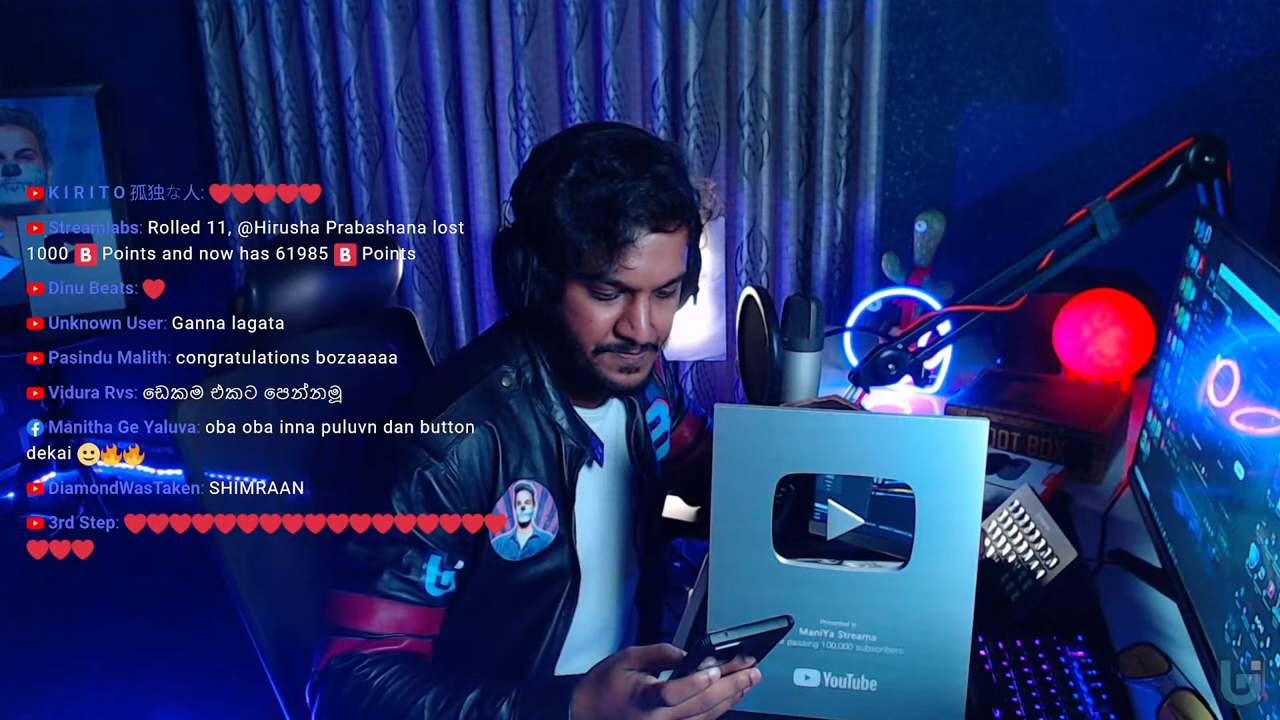 K I R I T O 孤独な人: ❤❤❤❤❤
Streamlabs: Rolled 11, @Hirusha Prabashana lost
1000 B Points and now has 61985 B Points
Dinu Beats: ❤
Unknown User: Ganna lagata
Pasindu Malith: congratulations bozaaaaa
Vidura Rvs: ඩෙකම එකට පෙන්නමූ
Manitha Ge Yaluva: oba oba inna puluvn dan button
dekai 🙂🔥🔥
DiamondWasTaken: SHIMRAAN
3rd Step: ❤❤❤❤❤❤❤❤❤❤❤❤❤❤❤❤❤
❤❤❤
OOT BOX
Presented to
ManiYa Streams
passing 100,000 subscribers
YouTube